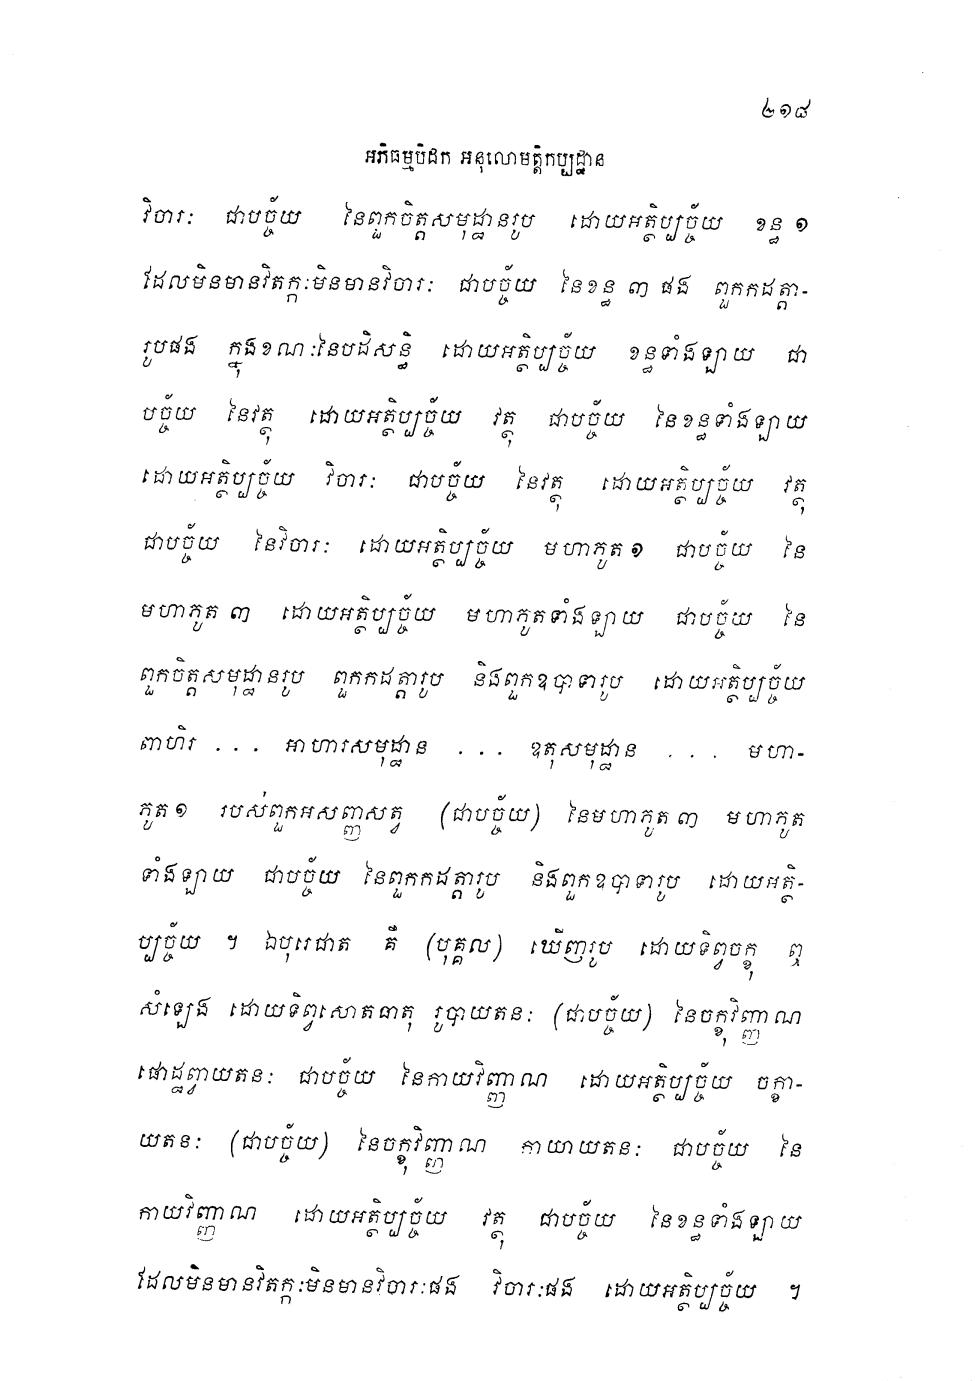 ២១៨
អភិធម្មបិដក អនុលោមត្តិកប្បដ្ឋាន
វិចារៈ ជាបច្ច័យ នៃពួកចិត្តសមុដ្ឋានរូប ដោយអត្ថិប្បច្ច័យ ខន្ធ ១
ដែលមិនមានវិតក្កៈមិនមានវិចារៈ ជាបច្ច័យ នៃខន្ធ ៣ ផង ពួកកដត្តា-
រូបផង ក្នុងខណៈនៃបដិសន្ធិ ដោយអត្ថិប្បច្ច័យ ខន្ធទាំងឡាយ ជា
បច្ច័យ នៃវត្ថុ ដោយអត្ថិប្បច្ច័យ វត្ថុ ជាបច្ច័យ នៃខន្ធទាំងឡាយ
ដោយអត្ថិប្បច្ច័យ វិចារៈ ជាបច្ច័យ នៃវត្ថុ ដោយអត្ថិប្បច្ច័យ វត្ថុ
ជាបច្ច័យ នៃវិចារៈ ដោយអត្ថិប្បច្ច័យ មហាភូត ១ ជាបច្ច័យ នៃ
មហាភូត ៣ ដោយអត្ថិប្បច្ច័យ មហាភូតទាំងឡាយ ជាបច្ច័យ នៃ
ពួកចិត្តសមុដ្ឋានរូប ពួកកដត្តារូប និងពួកឧបាទារូប ដោយអត្ថិប្បច្ច័យ
ពាហិរ . . . អាហារសមុដ្ឋាន . . . ឧតុសមុដ្ឋាន . . . មហា-
ភូត ១ របស់ពួកអសញ្ញសត្វ (ជាបច្ច័យ) នៃមហាភូត ៣ មហាភូត
ទាំងឡាយ ជាបច្ច័យ នៃពួកកដត្តារូប និងពួកឧបាទារូប ដោយអត្ថិ-
ប្បច្ច័យ ។ ឯបុរេជាត គឺ (បុគ្គល) ឃើញរូប ដោយទិព្វចក្ខុ ឮ
សំឡេង ដោយទិព្វសោតធាតុ រូបាយតនៈ (ជាបច្ច័យ) នៃចក្ខុវិញ្ញាណ
ផោដ្ឋព្វាយតនៈ ជាបច្ច័យ នៃកាយវិញ្ញាណ ដោយអត្ថិប្បច្ច័យ ចក្ខា-
យតនៈ (ជាបច្ច័យ) នៃចក្ខុវិញ្ញាណ កាយាយតនៈ ជាបច្ច័យ នៃ
កាយវិញ្ញាណ ដោយអត្ថិប្បច្ច័យ វត្ថុ ជាបច្ច័យ នៃខន្ធទាំងឡាយ
ដែលមិនមានវិតក្កៈមិនមានវិចារៈផង វិចារៈផង ដោយអត្ថិប្បច្ច័យ ។